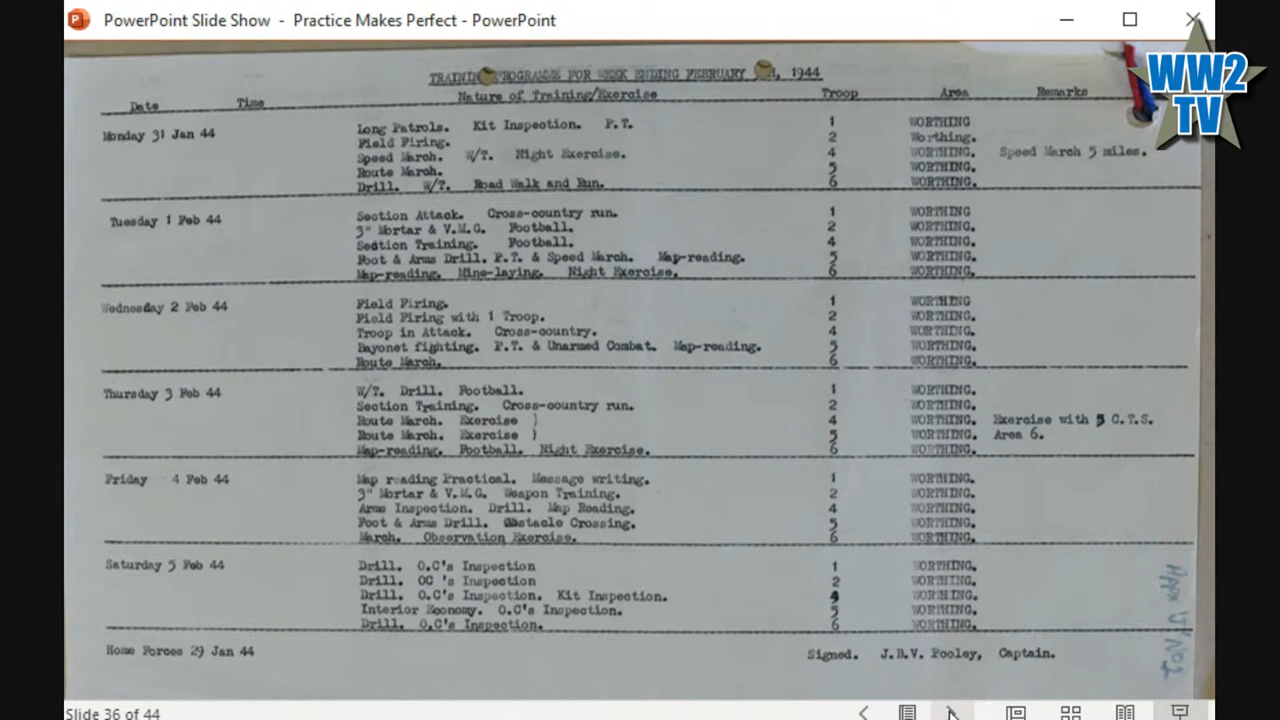 PowerPoint Slide Show - Practice Makes Perfect - PowerPoint
WW2
TV
TRAINING PROGRAMME FOR WEEK ENDING FEBRUARY 1944
Date Time Nature of Training/Exercise Troop Area Remarks
Monday 31 Jan 44 Long Patrols. Kit Inspection. P.T. 1 WORTHING
Field Firing. 2 Worthing.
Speed March. W/T. Night Exercise. 4 WORTHING. Speed March 5 miles.
Route March. 5 WORTHING.
Drill. W/T. Road Walk and Run. 6 WORTHING.
Tuesday 1 Feb 44 Section Attack. Cross-country run. 1 WORTHING
3" Mortar & V.M.G. Football. 2 WORTHING.
Section Training. Football. 4 WORTHING.
Foot & Arms Drill. P.T. & Speed March. Map-reading. 5 WORTHING.
Map-reading. Mine-laying. Night Exercise. 6 WORTHING.
Wednesday 2 Feb 44 Field Firing. 1 WORTHING
Field Firing with 1 Troop. 2 WORTHING.
Troop in Attack. Cross-country. 4 WORTHING.
Bayonet fighting. P.T. & Unarmed Combat. Map-reading. 5 WORTHING.
Route March. 6 WORTHING.
Thursday 3 Feb 44 W/T. Drill. Football. 1 WORTHING.
Section Training. Cross-country run. 2 WORTHING.
Route March. Exercise ) 4 WORTHING. Exercise with 5 C.T.S.
Route March. Exercise ) 5 WORTHING. Area 6.
Map-reading. Football. Night Exercise. 6 WORTHING.
Friday 4 Feb 44 Map reading Practical. Message writing. 1 WORTHING.
3" Mortar & V.M.G. Weapon Training. 2 WORTHING.
Arms Inspection. Drill. Map Reading. 4 WORTHING.
Foot & Arms Drill. Obstacle Crossing. 5 WORTHING.
March. Observation Exercise. 6 WORTHING.
Saturday 5 Feb 44 Drill. O.C's Inspection 1 WORTHING.
Drill. OC 's Inspection 2 WORTHING.
Drill. O.C's Inspection. Kit Inspection. 4 WORTHING.
Interior Economy. O.C's Inspection. 5 WORTHING.
Drill. O.C's Inspection. 6 WORTHING.
Home Forces 29 Jan 44 Signed. J.B.V. Pooley, Captain.
Appx 'J' No 2
Slide 36 of 44